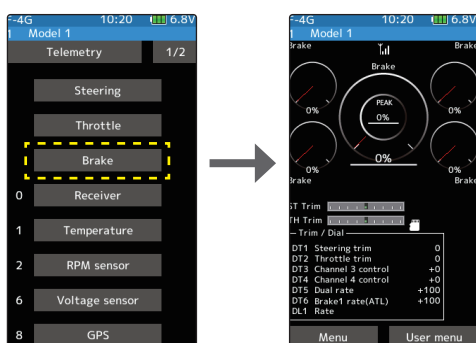 F-4G 10:20 6.8V
1 Model 1
Telemetry 1/2
Steering
Throttle
Brake
0 Receiver
1 Temperature
2 RPM sensor
6 Voltage sensor
8 GPS
F-4G 10:20 6.8V
1 Model 1
Brake Brake
Brake
PEAK
0%
0% 0%
0%
0% 0%
Brake Brake
ST Trim
TH Trim
Trim / Dial
DT1 Steering trim 0
DT2 Throttle trim 0
DT3 Channel 3 control +0
DT4 Channel 4 control +0
DT5 Dual rate +100
DT6 Brake1 rate(ATL) +100
DL1 Rate
Menu User menu